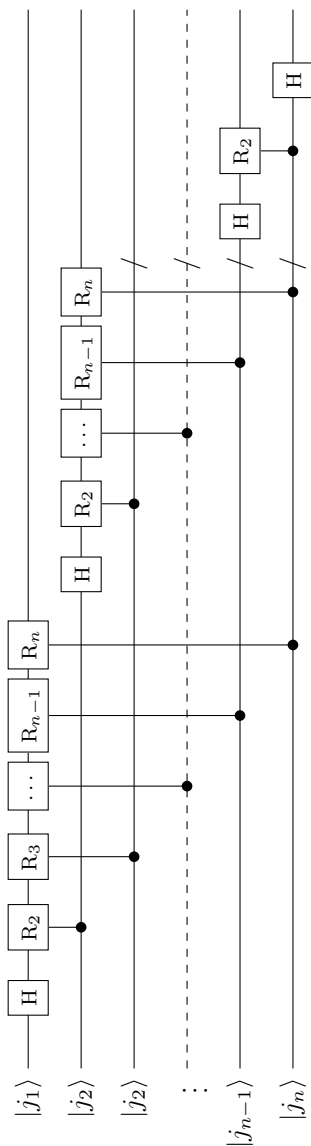 |j₁⟩ H R₂ R₃ ⋯ Rₙ₋₁ Rₙ
|j₂⟩ H R₂ ⋯ Rₙ₋₁ Rₙ
|j₂⟩
⋮
|jₙ₋₁⟩ H R₂
|jₙ⟩ H